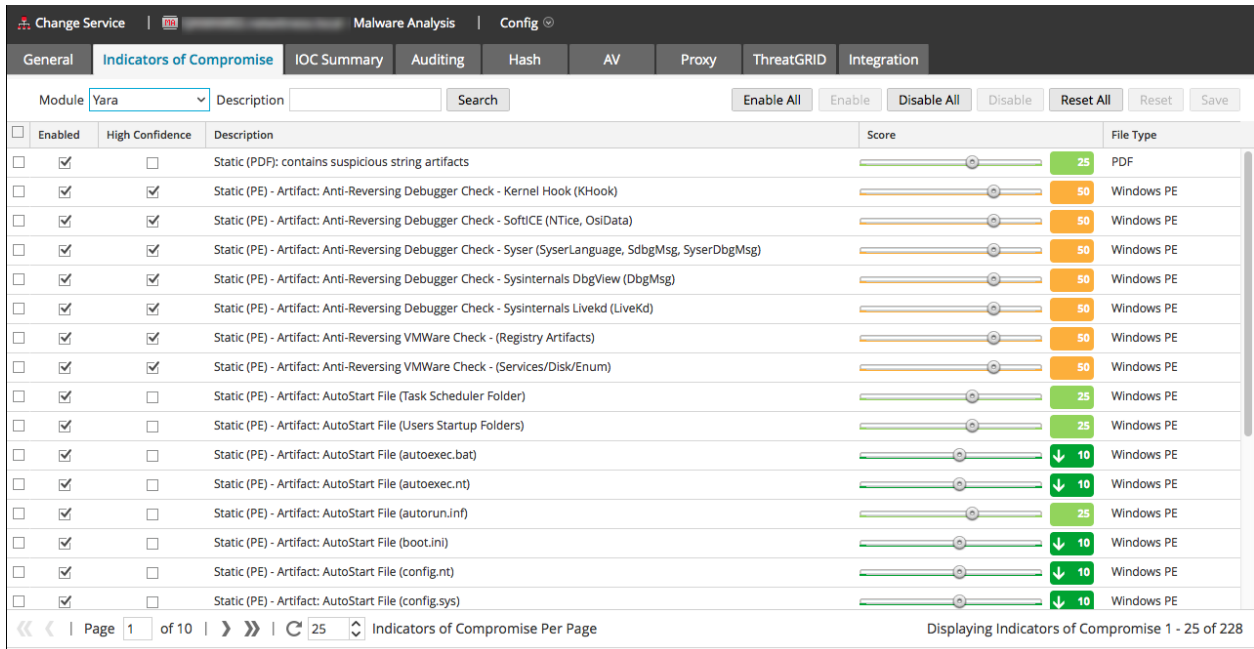 Change Service | MA Malware Analysis | Config
General Indicators of Compromise IOC Summary Auditing Hash AV Proxy ThreatGRID Integration
Module Yara Description Search Enable All Enable Disable All Disable Reset All Reset Save
Enabled High Confidence Description Score File Type
Static (PDF): contains suspicious string artifacts 25 PDF
Static (PE) - Artifact: Anti-Reversing Debugger Check - Kernel Hook (KHook) 50 Windows PE
Static (PE) - Artifact: Anti-Reversing Debugger Check - SoftICE (NTice, OsiData) 50 Windows PE
Static (PE) - Artifact: Anti-Reversing Debugger Check - Syser (SyserLanguage, SdbgMsg, SyserDbgMsg) 50 Windows PE
Static (PE) - Artifact: Anti-Reversing Debugger Check - Sysinternals DbgView (DbgMsg) 50 Windows PE
Static (PE) - Artifact: Anti-Reversing Debugger Check - Sysinternals Livekd (LiveKd) 50 Windows PE
Static (PE) - Artifact: Anti-Reversing VMWare Check - (Registry Artifacts) 50 Windows PE
Static (PE) - Artifact: Anti-Reversing VMWare Check - (Services/Disk/Enum) 50 Windows PE
Static (PE) - Artifact: AutoStart File (Task Scheduler Folder) 25 Windows PE
Static (PE) - Artifact: AutoStart File (Users Startup Folders) 25 Windows PE
Static (PE) - Artifact: AutoStart File (autoexec.bat) 10 Windows PE
Static (PE) - Artifact: AutoStart File (autoexec.nt) 10 Windows PE
Static (PE) - Artifact: AutoStart File (autorun.inf) 25 Windows PE
Static (PE) - Artifact: AutoStart File (boot.ini) 10 Windows PE
Static (PE) - Artifact: AutoStart File (config.nt) 10 Windows PE
Static (PE) - Artifact: AutoStart File (config.sys) 10 Windows PE
Page 1 of 10 | 25 Indicators of Compromise Per Page Displaying Indicators of Compromise 1 - 25 of 228